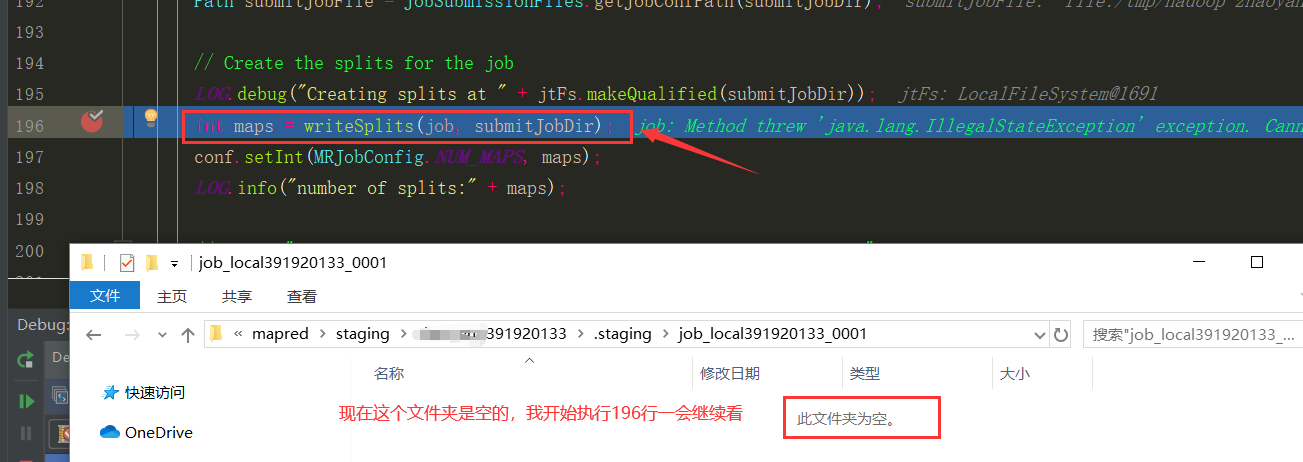 192 Path submitJobFile = JobSubmissionFiles.getJobConfPath(submitJobDir); submitJobFile: "file:/tmp/hadoop
193
194 // Create the splits for the job
195 LOG.debug("Creating splits at " + jtFs.makeQualified(submitJobDir)); jtFs: LocalFileSystem@1691
196 int maps = writeSplits(job, submitJobDir); job: Method threw 'java.lang.IllegalStateException' exception. Cann
197 conf.setInt(MRJobConfig.NUM_MAPS, maps);
198 LOG.info("number of splits:" + maps);
199
200
job_local391920133_0001
文件 主页 共享 查看
Debug:
« mapred > staging > 391920133 > .staging > job_local391920133_0001
搜索"job_local391920133_...
De
名称 修改日期 类型 大小
快速访问
现在这个文件夹是空的，我开始执行196行一会继续看
此文件夹为空。
OneDrive